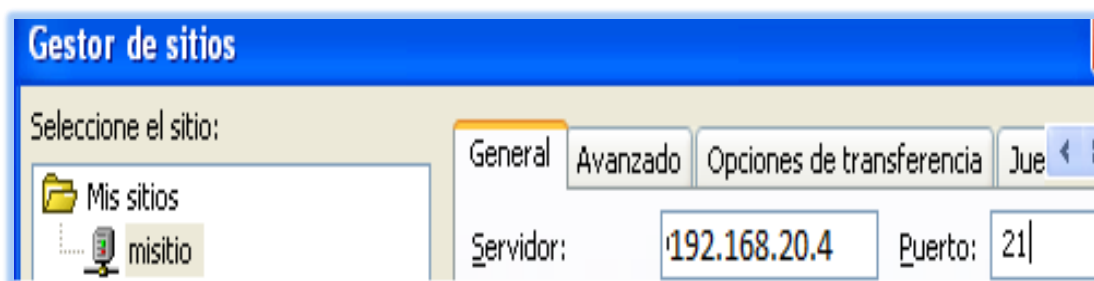 Gestor de sitios
Seleccione el sitio:
General Avanzado Opciones de transferencia Jue
Mis sitios
misitio
Servidor: 192.168.20.4 Puerto: 21